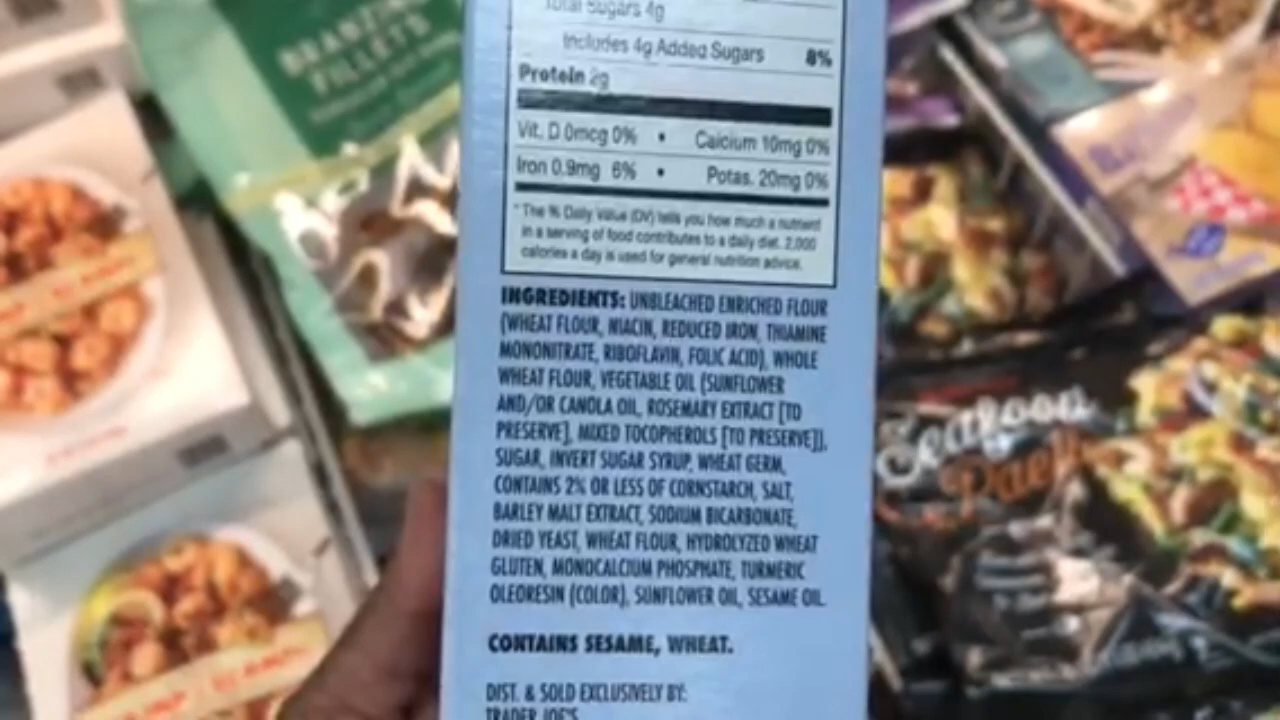 BRANZINO
FILLETS
Total Sugars 4g
Includes 4g Added Sugars 8%
Protein 2g
Vit. D 0mcg 0% • Calcium 10mg 0%
Iron 0.9mg 6% • Potas. 20mg 0%
* The % Daily Value (DV) tells you how much a nutrient
in a serving of food contributes to a daily diet. 2,000
calories a day is used for general nutrition advice.
INGREDIENTS: UNBLEACHED ENRICHED FLOUR
(WHEAT FLOUR, NIACIN, REDUCED IRON, THIAMINE
MONONITRATE, RIBOFLAVIN, FOLIC ACID), WHOLE
WHEAT FLOUR, VEGETABLE OIL (SUNFLOWER
AND/OR CANOLA OIL, ROSEMARY EXTRACT [TO
PRESERVE], MIXED TOCOPHEROLS [TO PRESERVE]),
SUGAR, INVERT SUGAR SYRUP, WHEAT GERM,
CONTAINS 2% OR LESS OF CORNSTARCH, SALT,
BARLEY MALT EXTRACT, SODIUM BICARBONATE,
DRIED YEAST, WHEAT FLOUR, HYDROLYZED WHEAT
GLUTEN, MONOCALCIUM PHOSPHATE, TURMERIC
OLEORESIN (COLOR), SUNFLOWER OIL, SESAME OIL.
CONTAINS SESAME, WHEAT.
DIST. & SOLD EXCLUSIVELY BY:
TRADER JOE'S
Seafood
Paella